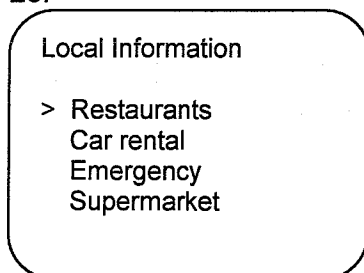 Local Information
> Restaurants
Car rental
Emergency
Supermarket